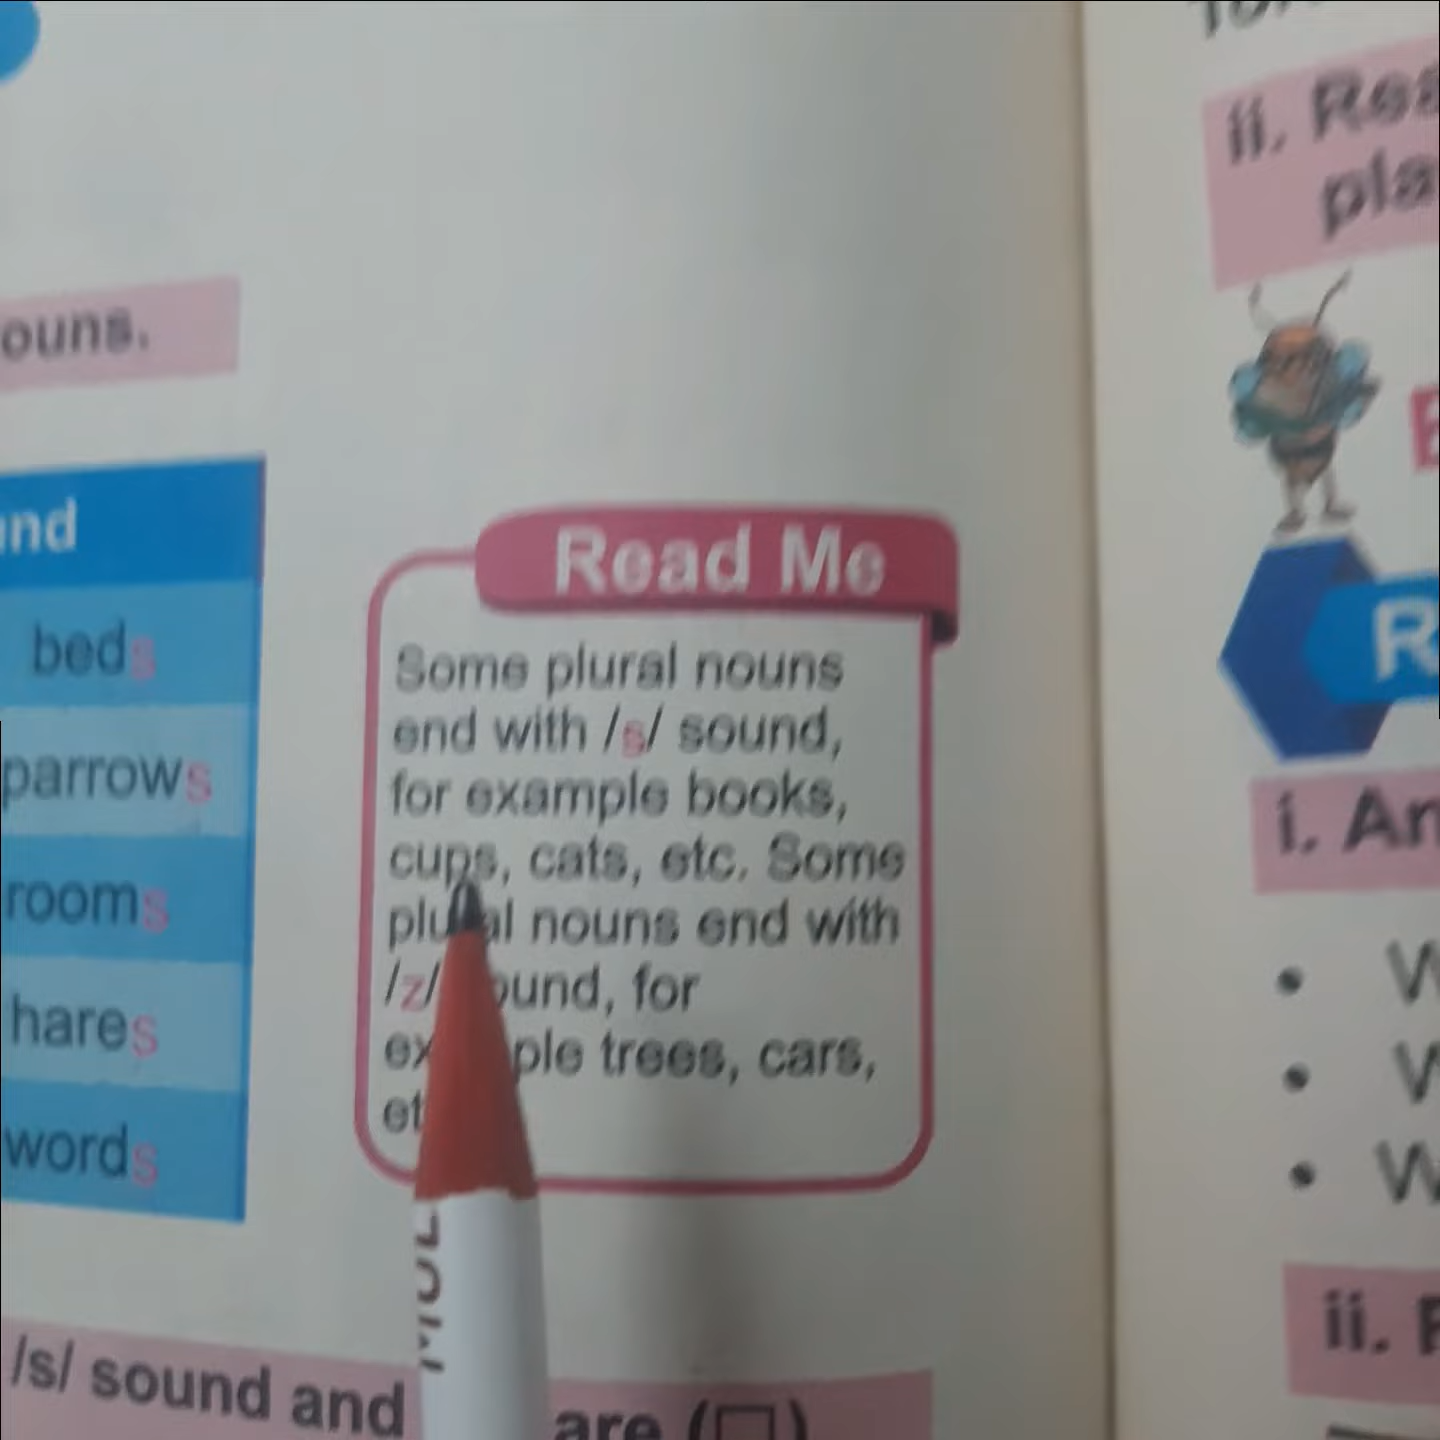 ouns.
nd
beds
parrows
rooms
hares
words
Read Me
Some plural nouns
end with /s/ sound,
for example books,
cups, cats, etc. Some
plural nouns end with
/z/ sound, for
example trees, cars,
et
/s/ sound and
are (□)
ii. Rea
pla
R
i. An
• W
• W
• W
ii.